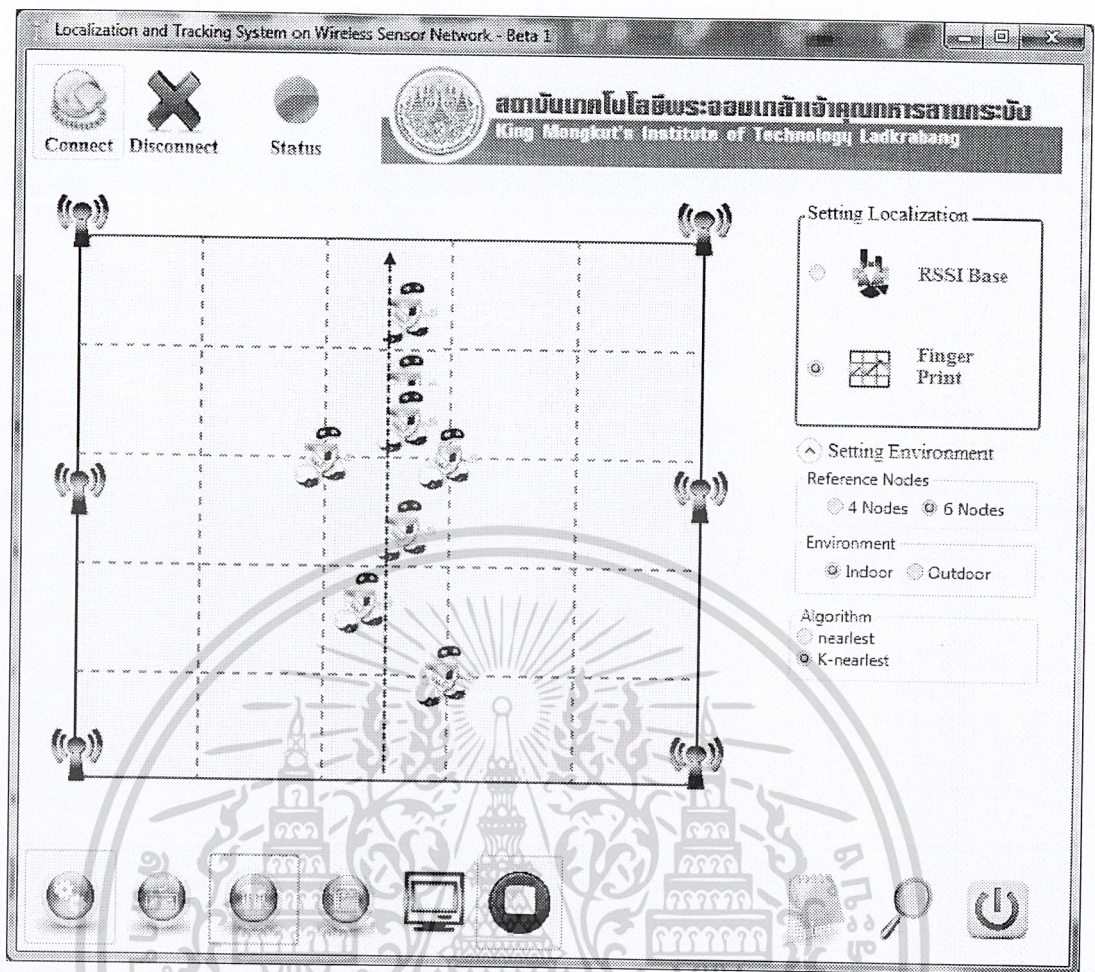 Localization and Tracking System on Wireless Sensor Network - Beta 1
Connect Disconnect Status
สถาบันเทคโนโลยีพระจอมเกล้าเจ้าคุณทหารลาดกระบัง
King Mongkut's Institute of Technology Ladkrabang
Setting Localization
RSSI Base
Finger
Print
Setting Environment
Reference Nodes
4 Nodes 6 Nodes
Environment
Indoor Outdoor
Algorithm
nearlest
K-nearlest